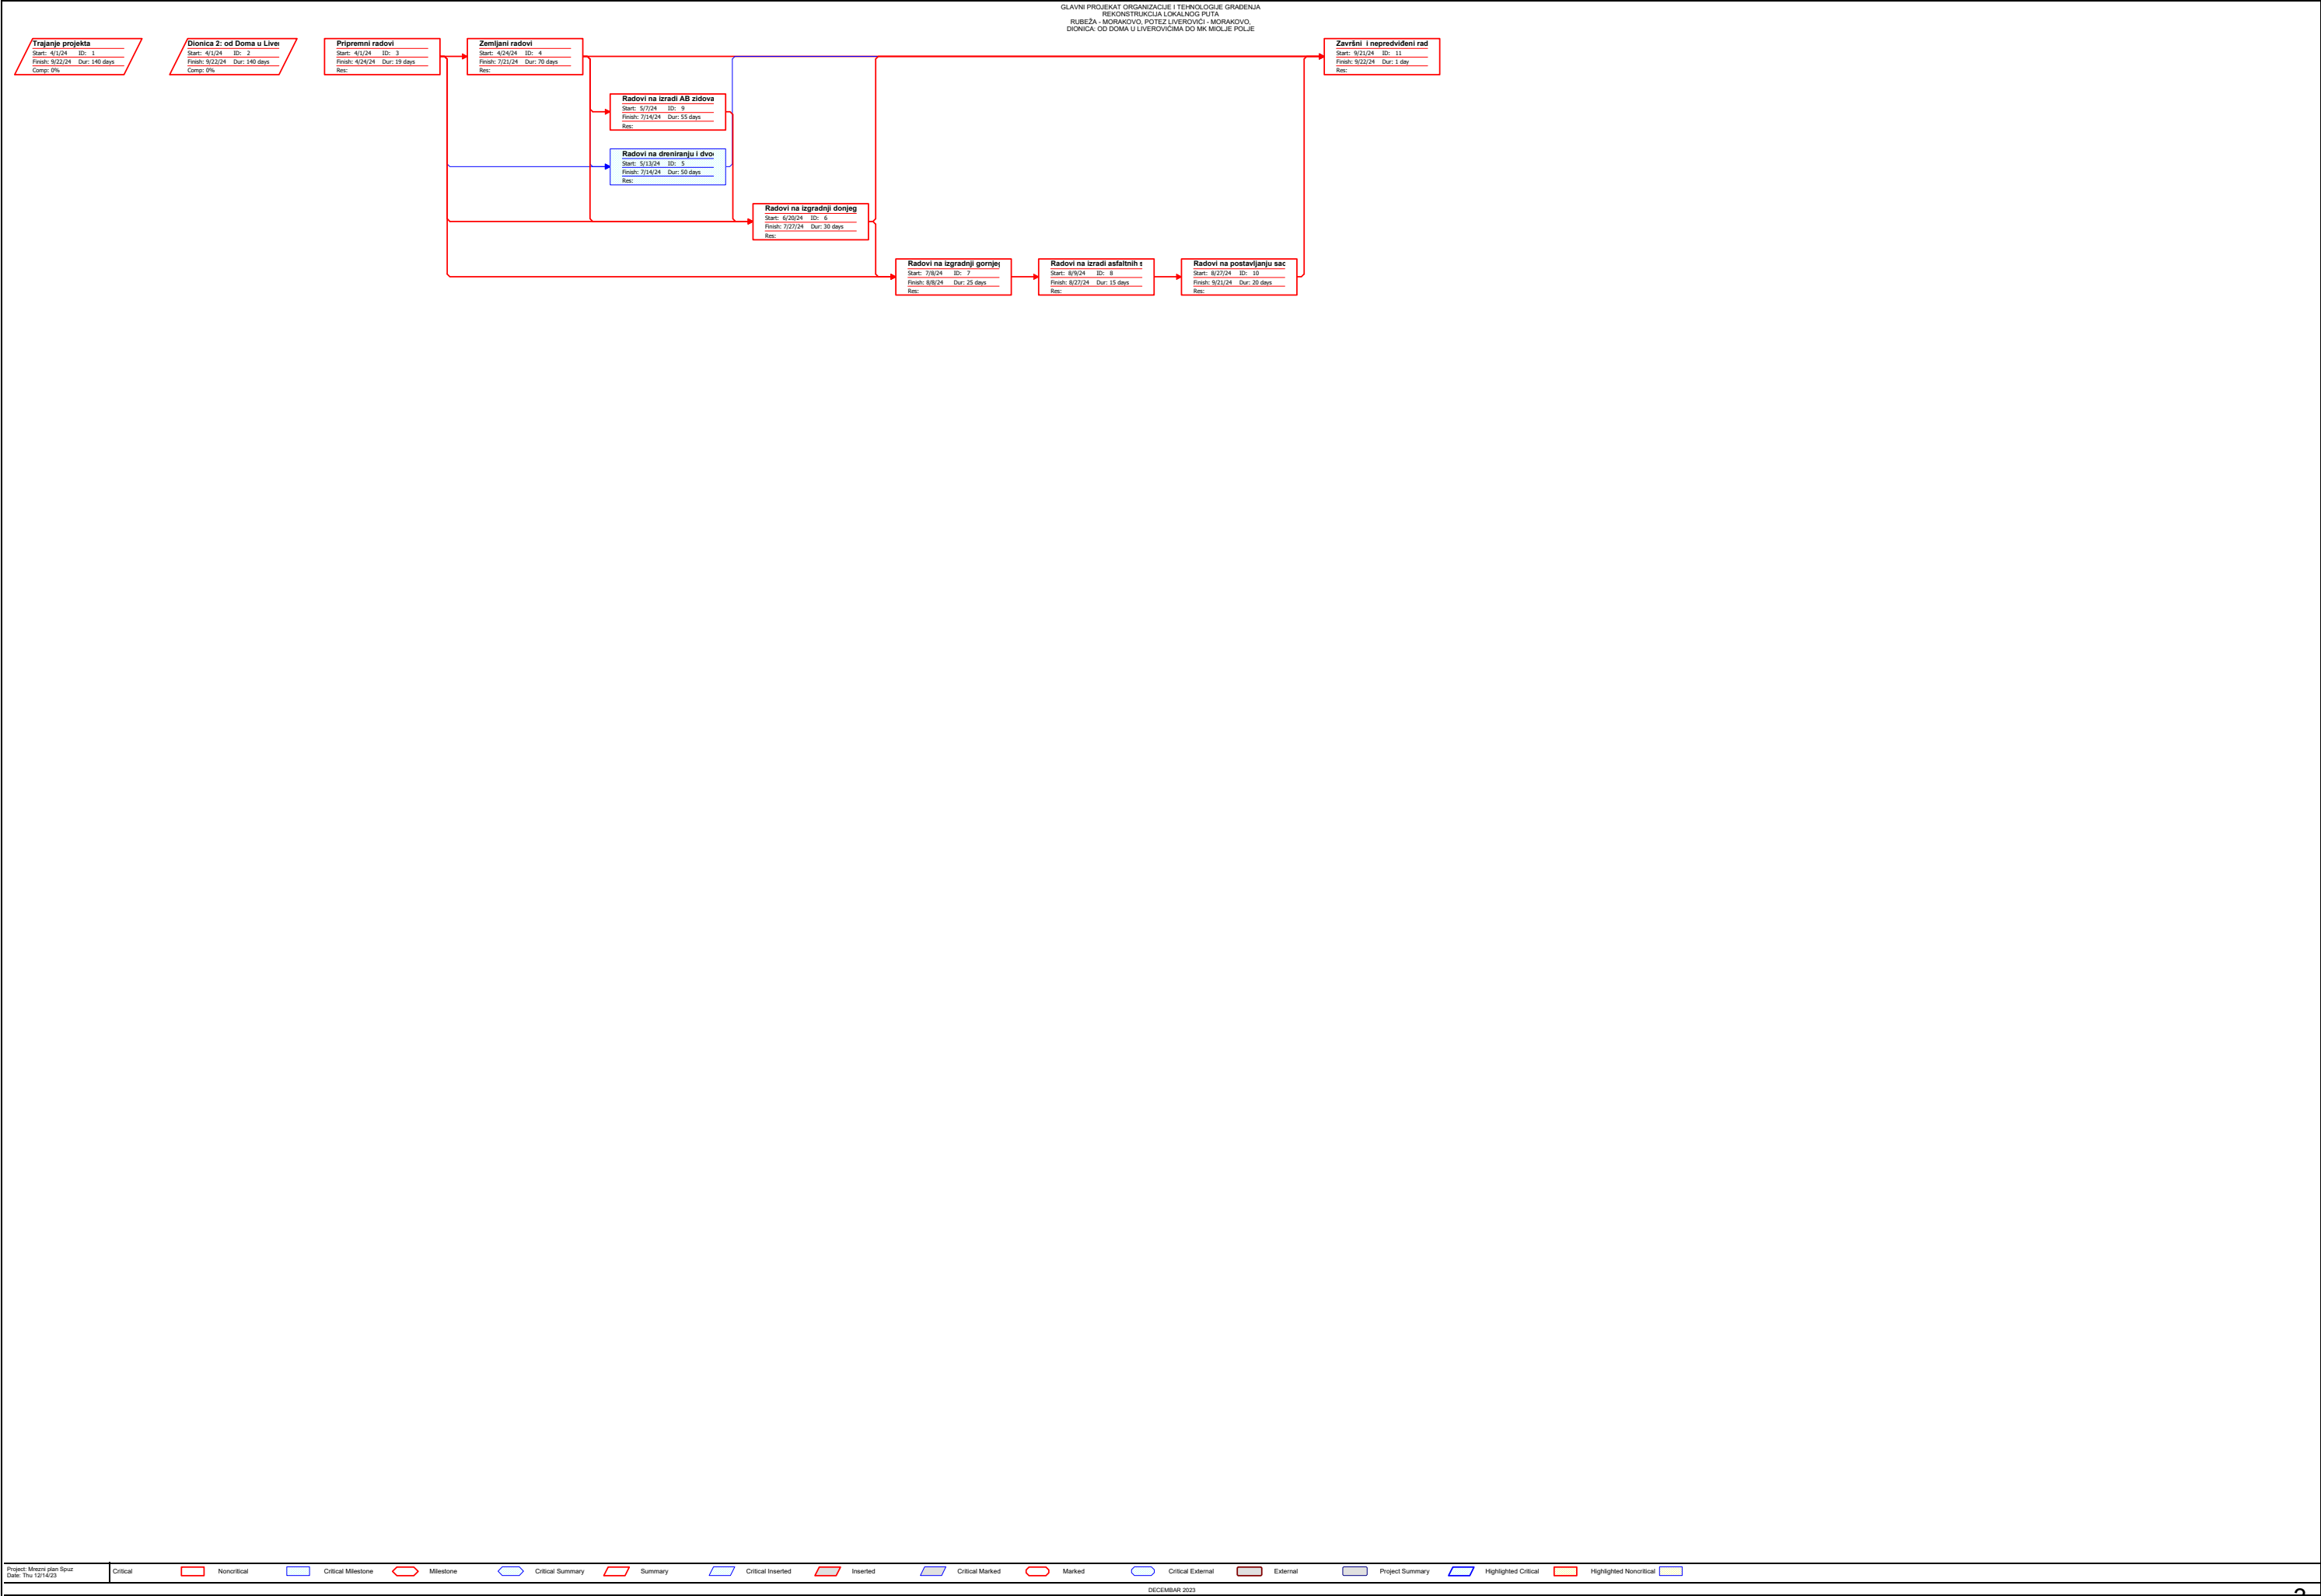 GLAVNI PROJEKAT ORGANIZACIJE I TEHNOLOGIJE GRAĐENJA
REKONSTRUKCIJA LOKALNOG PUTA
RUBEŽA - MORAKOVO, POTEZ LIVEROVIĆI - MORAKOVO,
DIONICA: OD DOMA U LIVEROVIĆIMA DO MK MIOLJE POLJE
Trajanje projekta
Start: 4/1/24 ID: 1
Finish: 9/22/24 Dur: 140 days
Comp: 0%
Dionica 2: od Doma u Liver
Start: 4/1/24 ID: 2
Finish: 9/22/24 Dur: 140 days
Comp: 0%
Pripremni radovi
Start: 4/1/24 ID: 3
Finish: 4/24/24 Dur: 19 days
Res:
Zemljani radovi
Start: 4/24/24 ID: 4
Finish: 7/21/24 Dur: 70 days
Res:
Završni i nepredviđeni rad
Start: 9/21/24 ID: 11
Finish: 9/22/24 Dur: 1 day
Res:
Radovi na izradi AB zidova
Start: 5/7/24 ID: 9
Finish: 7/14/24 Dur: 55 days
Res:
Radovi na dreniranju i dvo
Start: 5/13/24 ID: 5
Finish: 7/14/24 Dur: 50 days
Res:
Radovi na izgradnji donjeg
Start: 6/20/24 ID: 6
Finish: 7/27/24 Dur: 30 days
Res:
Radovi na izgradnji gornjeg
Start: 7/8/24 ID: 7
Finish: 8/8/24 Dur: 25 days
Res:
Radovi na izradi asfaltnih s
Start: 8/9/24 ID: 8
Finish: 8/27/24 Dur: 15 days
Res:
Radovi na postavljanju sao
Start: 8/27/24 ID: 10
Finish: 9/21/24 Dur: 20 days
Res:
Project: Mrezni plan Spuz
Date: Thu 12/14/23
Critical Noncritical Critical Milestone Milestone Critical Summary Summary Critical Inserted Inserted Critical Marked Marked Critical External External Project Summary Highlighted Critical Highlighted Noncritical
DECEMBAR 2023